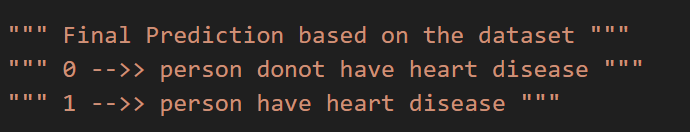 """ Final Prediction based on the dataset """
""" 0 -->> person donot have heart disease """
""" 1 -->> person have heart disease """